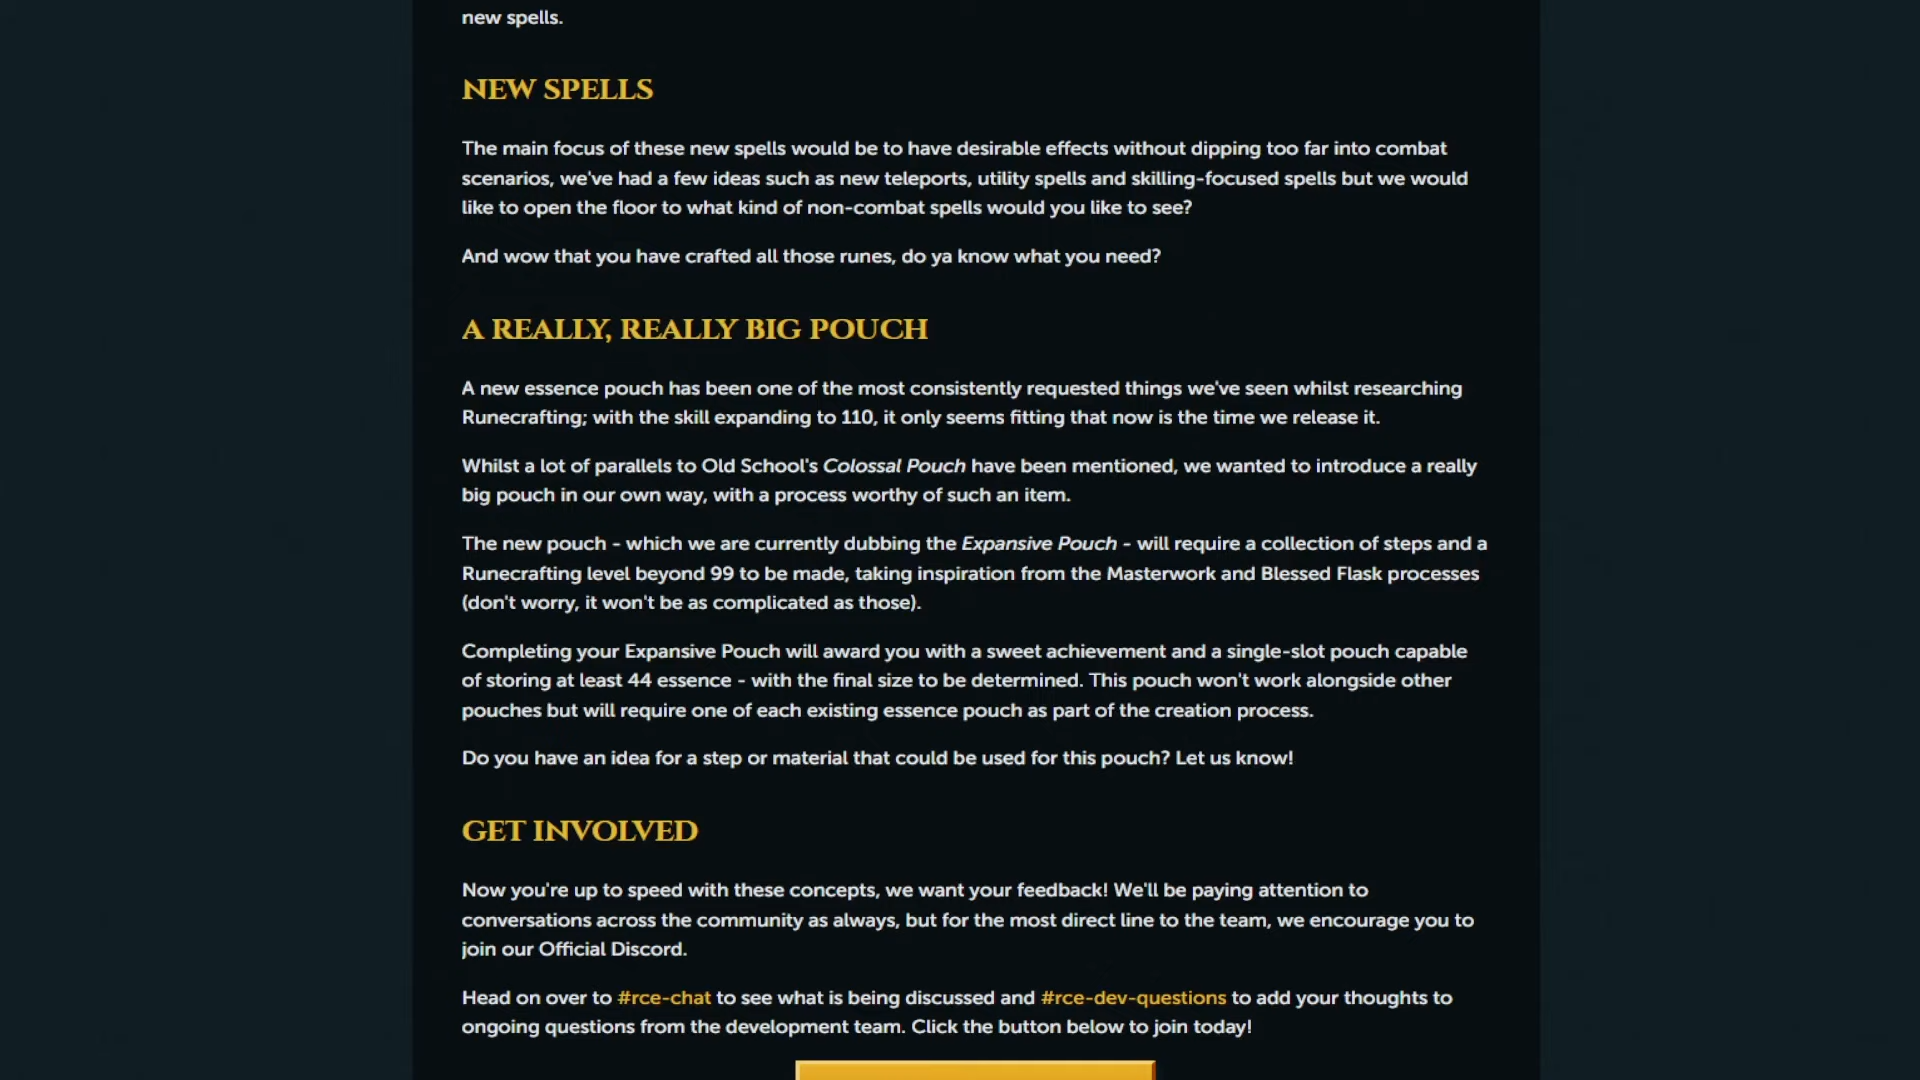 new spells.
NEW SPELLS
The main focus of these new spells would be to have desirable effects without dipping too far into combat
scenarios, we've had a few ideas such as new teleports, utility spells and skilling-focused spells but we would
like to open the floor to what kind of non-combat spells would you like to see?
And wow that you have crafted all those runes, do ya know what you need?
A REALLY, REALLY BIG POUCH
A new essence pouch has been one of the most consistently requested things we've seen whilst researching
Runecrafting; with the skill expanding to 110, it only seems fitting that now is the time we release it.
Whilst a lot of parallels to Old School's Colossal Pouch have been mentioned, we wanted to introduce a really
big pouch in our own way, with a process worthy of such an item.
The new pouch - which we are currently dubbing the Expansive Pouch - will require a collection of steps and a
Runecrafting level beyond 99 to be made, taking inspiration from the Masterwork and Blessed Flask processes
(don't worry, it won't be as complicated as those).
Completing your Expansive Pouch will award you with a sweet achievement and a single-slot pouch capable
of storing at least 44 essence - with the final size to be determined. This pouch won't work alongside other
pouches but will require one of each existing essence pouch as part of the creation process.
Do you have an idea for a step or material that could be used for this pouch? Let us know!
GET INVOLVED
Now you're up to speed with these concepts, we want your feedback! We'll be paying attention to
conversations across the community as always, but for the most direct line to the team, we encourage you to
join our Official Discord.
Head on over to #rce-chat to see what is being discussed and #rce-dev-questions to add your thoughts to
ongoing questions from the development team. Click the button below to join today!